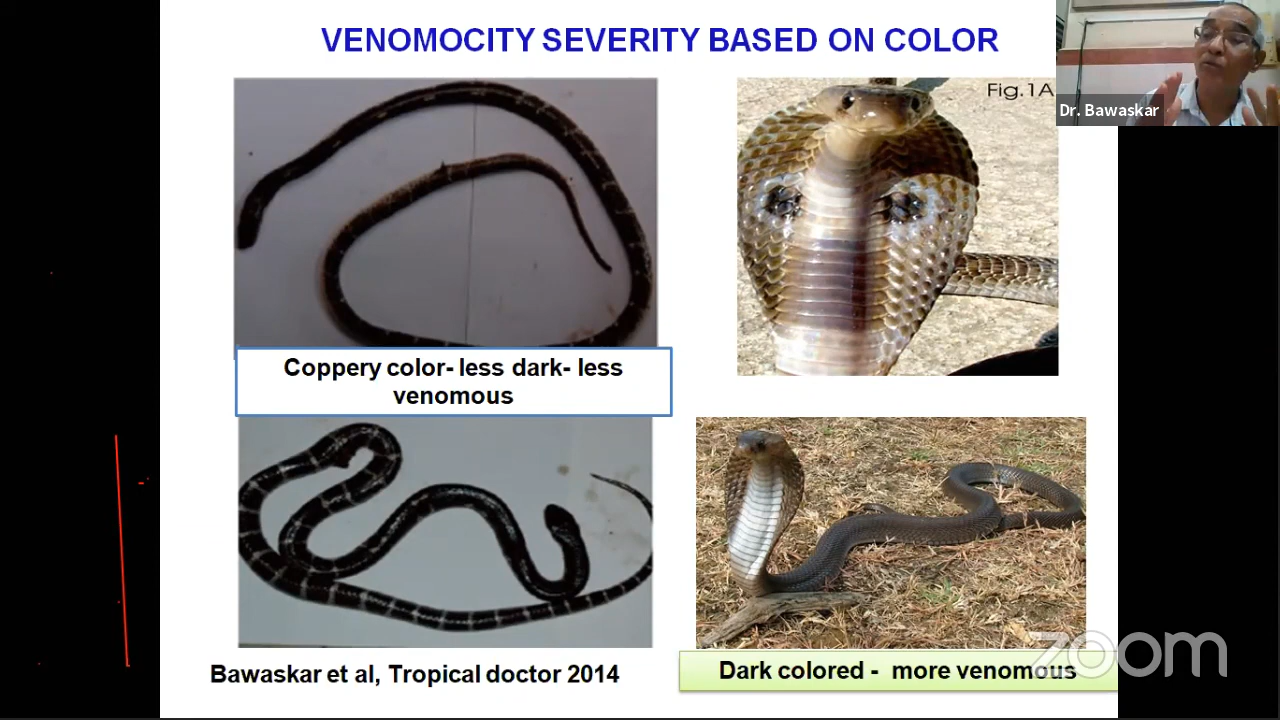 VENOMOCITY SEVERITY BASED ON COLOR
Fig.1A
Dr. Bawaskar
Coppery color- less dark- less
venomous
Bawaskar et al, Tropical doctor 2014
Dark colored - more venomous
zoom